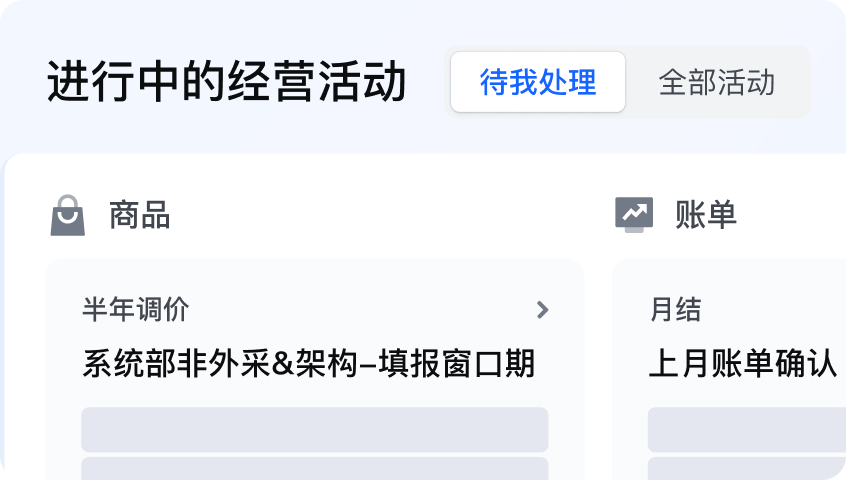 进行中的经营活动
待我处理
全部活动
商品
账单
半年调价
月结
系统部非外采&架构–填报窗口期
上月账单确认